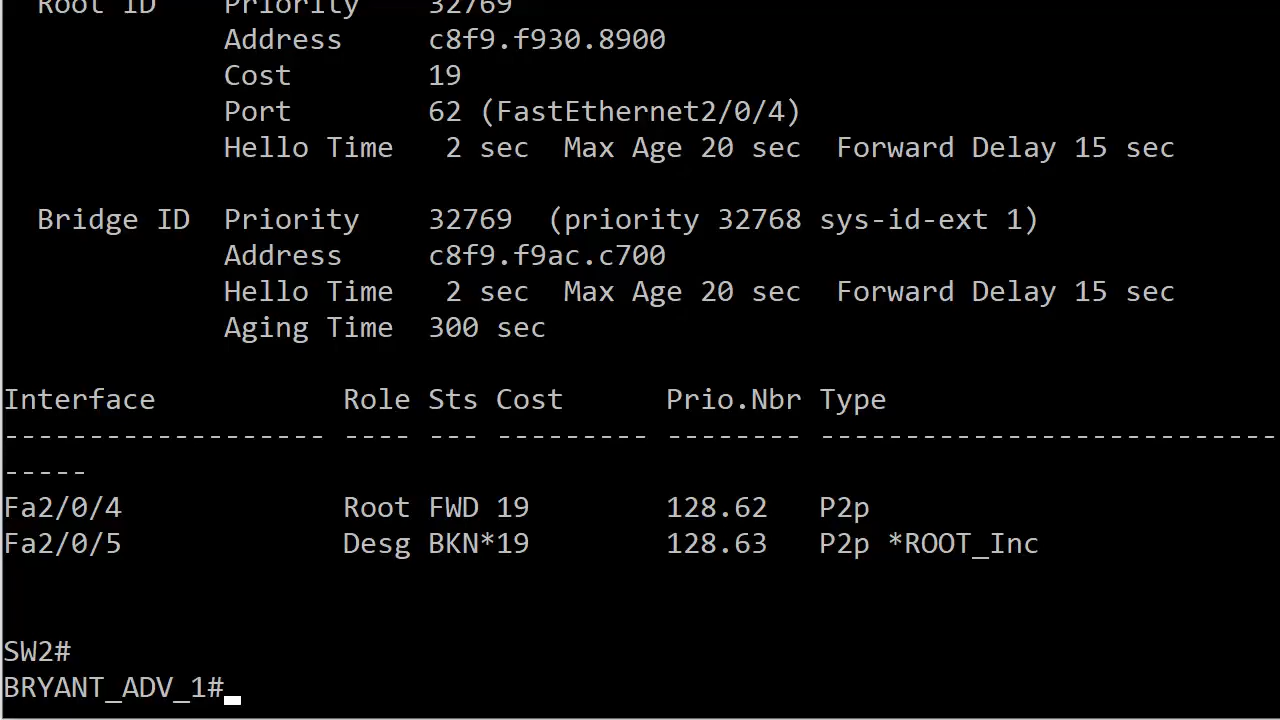 Root ID    Priority    32769
           Address     c8f9.f930.8900
           Cost        19
           Port        62 (FastEthernet2/0/4)
           Hello Time   2 sec  Max Age 20 sec  Forward Delay 15 sec
Bridge ID  Priority    32769  (priority 32768 sys-id-ext 1)
           Address     c8f9.f9ac.c700
           Hello Time   2 sec  Max Age 20 sec  Forward Delay 15 sec
           Aging Time  300 sec
Interface           Role Sts Cost      Prio.Nbr Type
------------------- ---- --- --------- -------- ---------------------------
-----
Fa2/0/4             Root FWD 19        128.62   P2p
Fa2/0/5             Desg BKN*19        128.63   P2p *ROOT_Inc
SW2#
BRYANT_ADV_1#